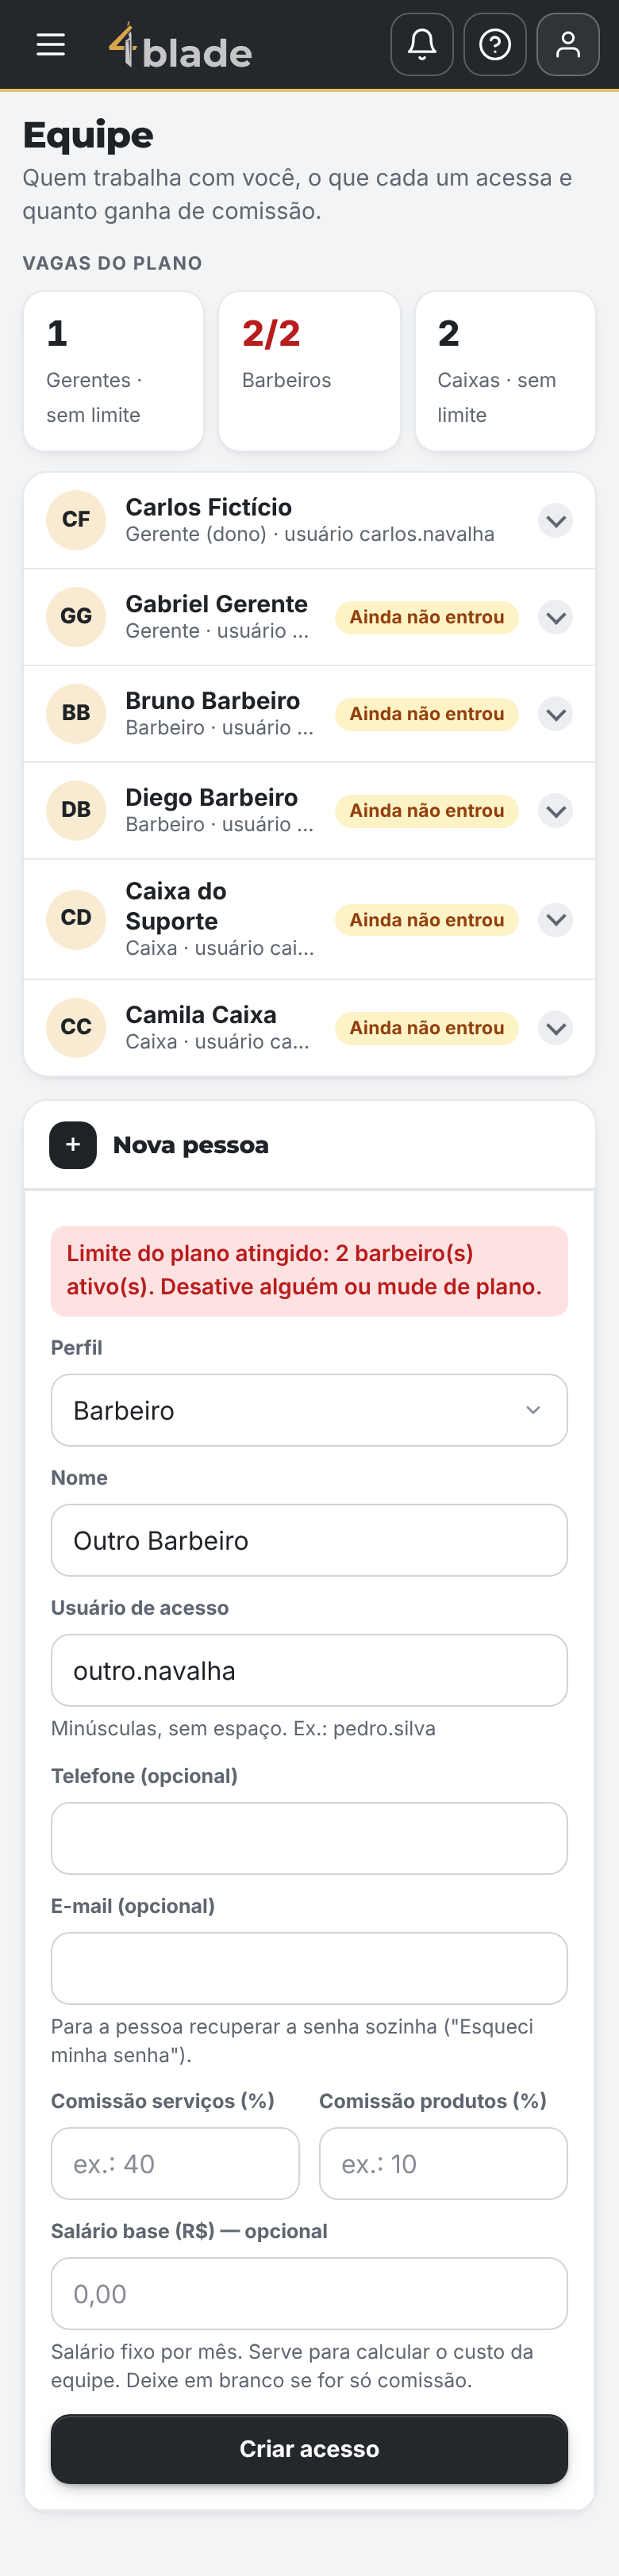 4blade
Equipe
Quem trabalha com você, o que cada um acessa e
quanto ganha de comissão.
VAGAS DO PLANO
1
Gerentes ·
sem limite
2/2
Barbeiros
2
Caixas · sem
limite
CF
Carlos Fictício
Gerente (dono) · usuário carlos.navalha
GG
Gabriel Gerente
Gerente · usuário ...
Ainda não entrou
BB
Bruno Barbeiro
Barbeiro · usuário ...
Ainda não entrou
DB
Diego Barbeiro
Barbeiro · usuário ...
Ainda não entrou
CD
Caixa do
Suporte
Caixa · usuário cai...
Ainda não entrou
CC
Camila Caixa
Caixa · usuário ca...
Ainda não entrou
+ Nova pessoa
Limite do plano atingido: 2 barbeiro(s)
ativo(s). Desative alguém ou mude de plano.
Perfil
Barbeiro
Nome
Outro Barbeiro
Usuário de acesso
outro.navalha
Minúsculas, sem espaço. Ex.: pedro.silva
Telefone (opcional)
E-mail (opcional)
Para a pessoa recuperar a senha sozinha ("Esqueci
minha senha").
Comissão serviços (%)
ex.: 40
Comissão produtos (%)
ex.: 10
Salário base (R$) — opcional
0,00
Salário fixo por mês. Serve para calcular o custo da
equipe. Deixe em branco se for só comissão.
Criar acesso